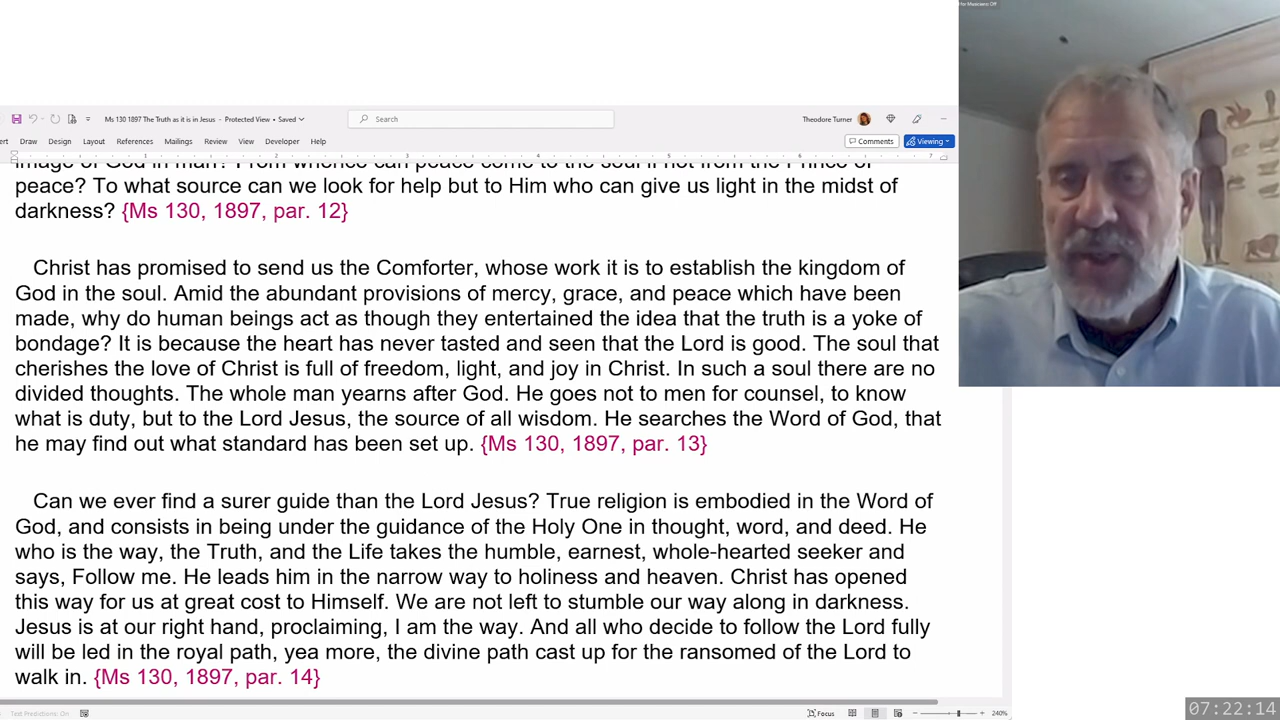 Ms 130 1897 The Truth as it is in Jesus - Protected View • Saved
Search
Theodore Turner
Draw Design Layout References Mailings Review View Developer Help
Comments Viewing
peace? To what source can we look for help but to Him who can give us light in the midst of
darkness? {Ms 130, 1897, par. 12}
Christ has promised to send us the Comforter, whose work it is to establish the kingdom of
God in the soul. Amid the abundant provisions of mercy, grace, and peace which have been
made, why do human beings act as though they entertained the idea that the truth is a yoke of
bondage? It is because the heart has never tasted and seen that the Lord is good. The soul that
cherishes the love of Christ is full of freedom, light, and joy in Christ. In such a soul there are no
divided thoughts. The whole man yearns after God. He goes not to men for counsel, to know
what is duty, but to the Lord Jesus, the source of all wisdom. He searches the Word of God, that
he may find out what standard has been set up. {Ms 130, 1897, par. 13}
Can we ever find a surer guide than the Lord Jesus? True religion is embodied in the Word of
God, and consists in being under the guidance of the Holy One in thought, word, and deed. He
who is the way, the Truth, and the Life takes the humble, earnest, whole-hearted seeker and
says, Follow me. He leads him in the narrow way to holiness and heaven. Christ has opened
this way for us at great cost to Himself. We are not left to stumble our way along in darkness.
Jesus is at our right hand, proclaiming, I am the way. And all who decide to follow the Lord fully
will be led in the royal path, yea more, the divine path cast up for the ransomed of the Lord to
walk in. {Ms 130, 1897, par. 14}
Text Predictions: On
Focus
240%
07:22:14